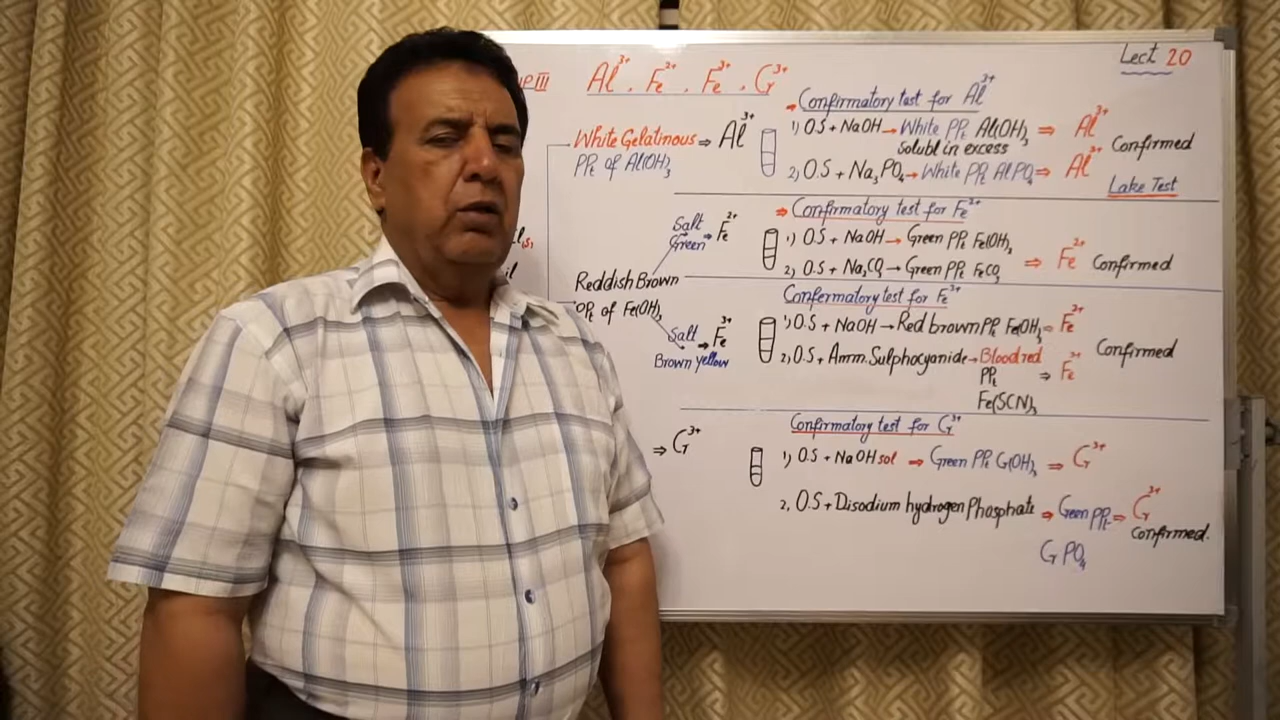 Lect 20
III Al³⁺, Fe²⁺, Fe³⁺, Cr³⁺
White Gelatinous ⇒ Al³⁺
PPt of Al(OH)₃
Reddish Brown
PPt of Fe(OH)₃
Salt
Green → Fe²⁺
Salt → Fe³⁺
Brown yellow
⇒ Cr³⁺
→ Confirmatory test for Al³⁺
1) O.S + NaOH → White PPt Al(OH)₃ ⇒ Al³⁺ Confirmed
Solubl in excess
2) O.S + Na₃PO₄ → White PPt AlPO₄ ⇒ Al³⁺
Lake Test
⇒ Confirmatory test for Fe²⁺
1) O.S + NaOH → Green PPt Fe(OH)₂
2) O.S + Na₂CO₃ → Green PPt FeCO₃ ⇒ Fe²⁺ Confirmed
Confermatory test for Fe³⁺
1) O.S + NaOH → Red brown PPt Fe(OH)₃ = Fe³⁺
2, O.S + Amm. Sulphocyanide → Blood red ⇒ Fe³⁺ Confirmed
PPt
Fe(SCN)₃
Confirmatory test for Cr³⁺
1) O.S + NaOH sol → Green PPt Cr(OH)₃ ⇒ Cr³⁺
2, O.S + Disodium hydrogen Phosphate ⇒ Green PPt ⇒ Cr³⁺
Confirmed.
CrPO₄